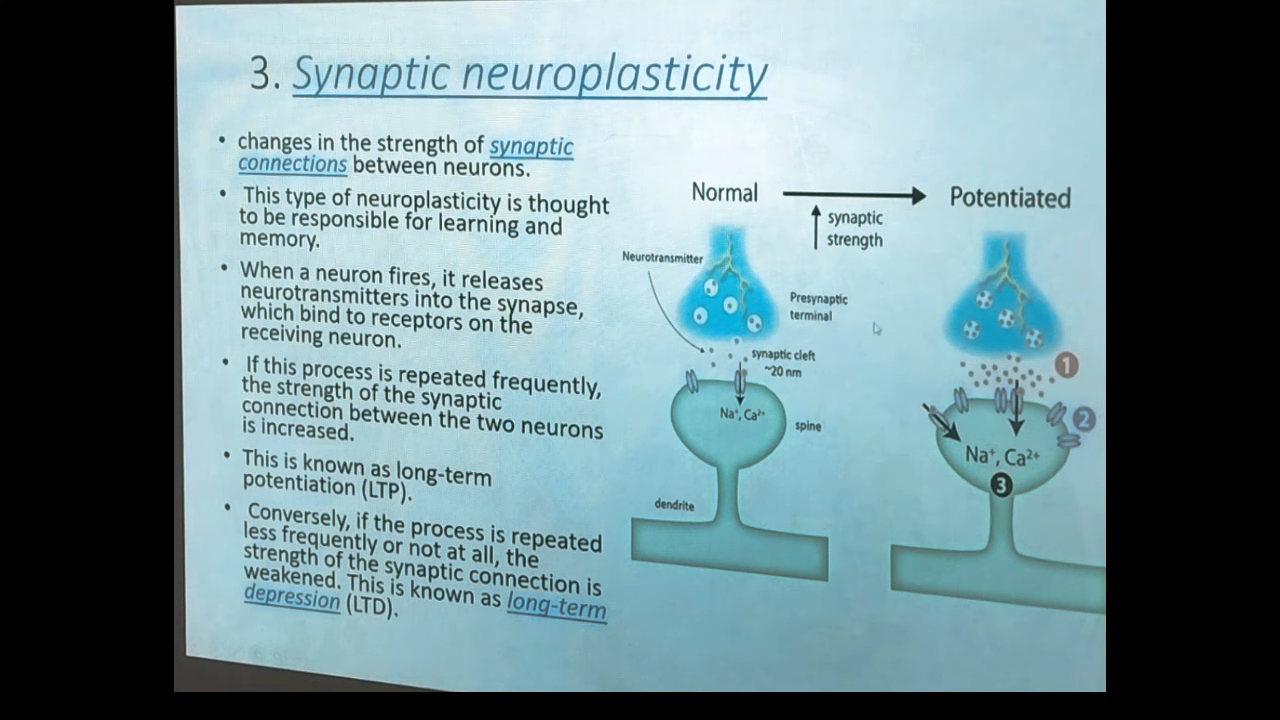 3. Synaptic neuroplasticity
• changes in the strength of synaptic
connections between neurons.
• This type of neuroplasticity is thought
to be responsible for learning and
memory.
• When a neuron fires, it releases
neurotransmitters into the synapse,
which bind to receptors on the
receiving neuron.
• If this process is repeated frequently,
the strength of the synaptic
connection between the two neurons
is increased.
• This is known as long-term
potentiation (LTP).
• Conversely, if the process is repeated
less frequently or not at all, the
strength of the synaptic connection is
weakened. This is known as long-term
depression (LTD).
Normal
Potentiated
synaptic
strength
Neurotransmitter
Presynaptic
terminal
synaptic cleft
~20 nm
Na⁺, Ca²⁺
spine
dendrite
1
2
Na⁺, Ca²⁺
3